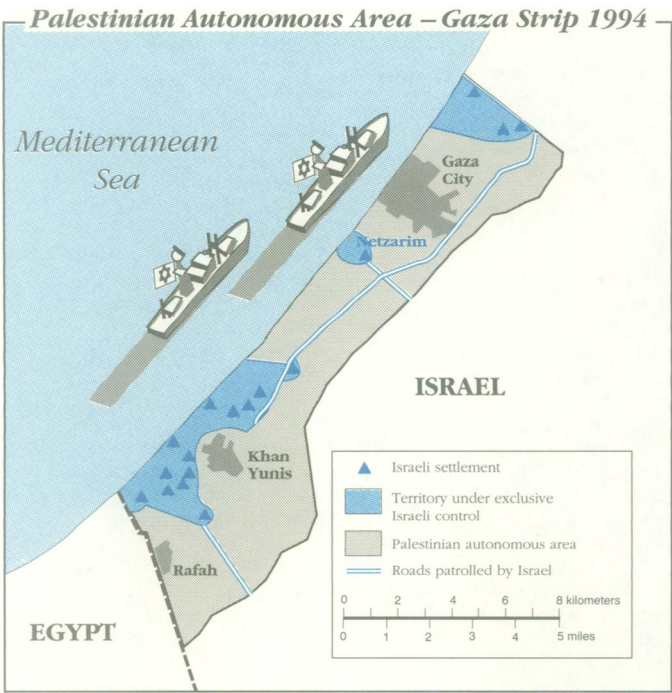 Palestinian Autonomous Area – Gaza Strip 1994
Mediterranean
Sea
Gaza
City
Netzarim
ISRAEL
Khan
Yunis
Rafah
EGYPT
Israeli settlement
Territory under exclusive
Israeli control
Palestinian autonomous area
Roads patrolled by Israel
0 2 4 6 8 kilometers
0 1 2 3 4 5 miles